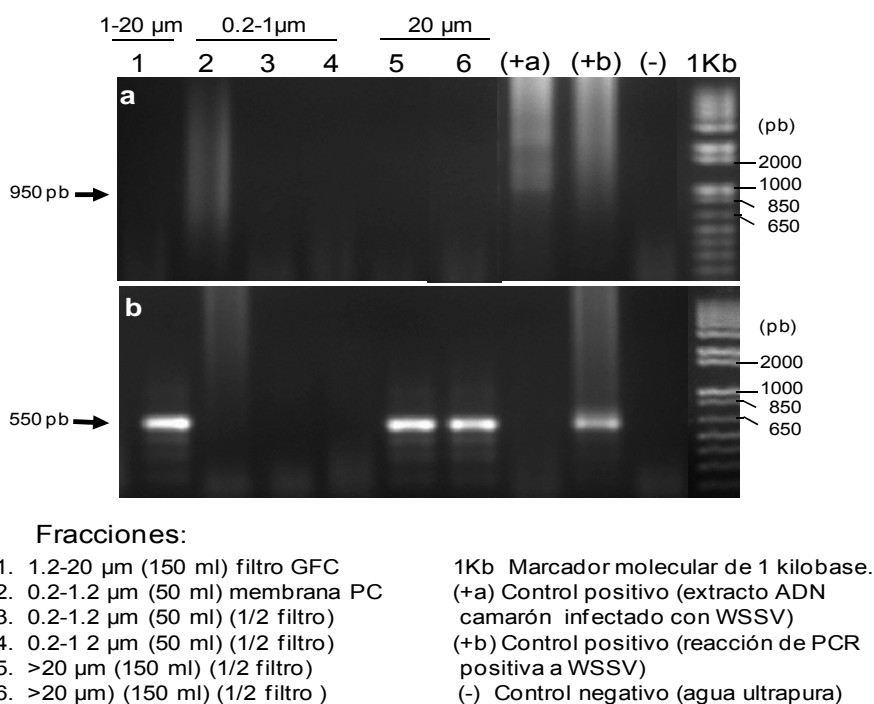 1-20 µm 0.2-1µm 20 µm
1 2 3 4 5 6 (+a) (+b) (-) 1Kb
a
(pb)
2000
950 pb
1000
850
650
b
(pb)
2000
1000
550 pb
850
650
Fracciones:
1. 1.2-20 µm (150 ml) filtro GFC
2. 0.2-1.2 µm (50 ml) membrana PC
3. 0.2-1.2 µm (50 ml) (1/2 filtro)
4. 0.2-1 2 µm (50 ml) (1/2 filtro)
5. >20 µm (150 ml) (1/2 filtro)
6. >20 µm) (150 ml) (1/2 filtro )
1Kb Marcador molecular de 1 kilobase.
(+a) Control positivo (extracto ADN
camarón infectado con WSSV)
(+b) Control positivo (reacción de PCR
positiva a WSSV)
(-) Control negativo (agua ultrapura)